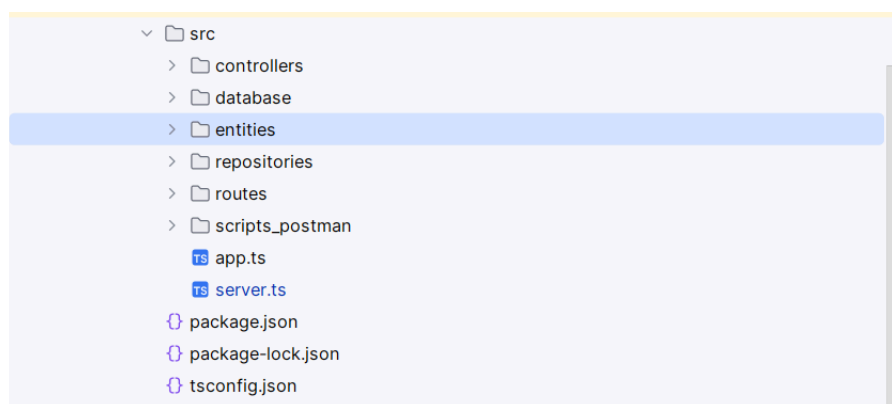 src
controllers
database
entities
repositories
routes
scripts_postman
TS app.ts
TS server.ts
{} package.json
{} package-lock.json
{} tsconfig.json